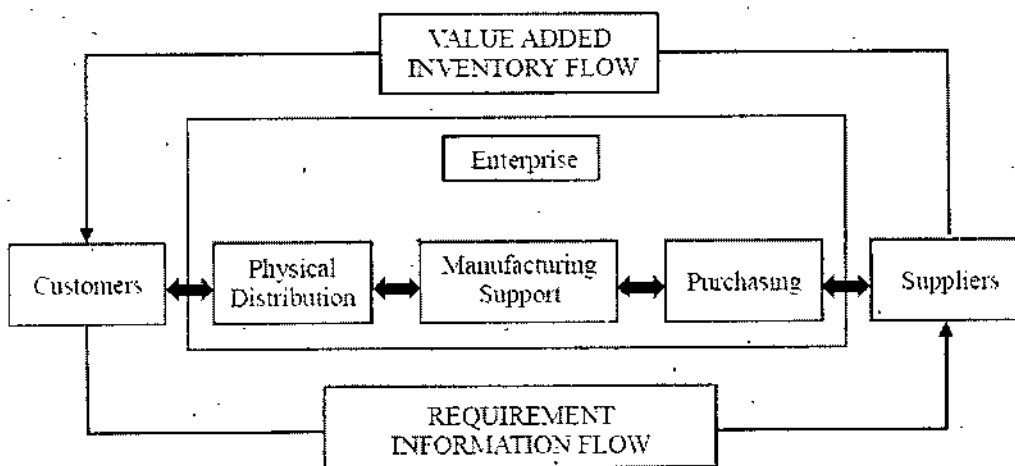 VALUE ADDED
INVENTORY FLOW
Enterprise
Customers
Physical
Distribution
Manufacturing
Support
Purchasing
Suppliers
REQUIREMENT
INFORMATION FLOW